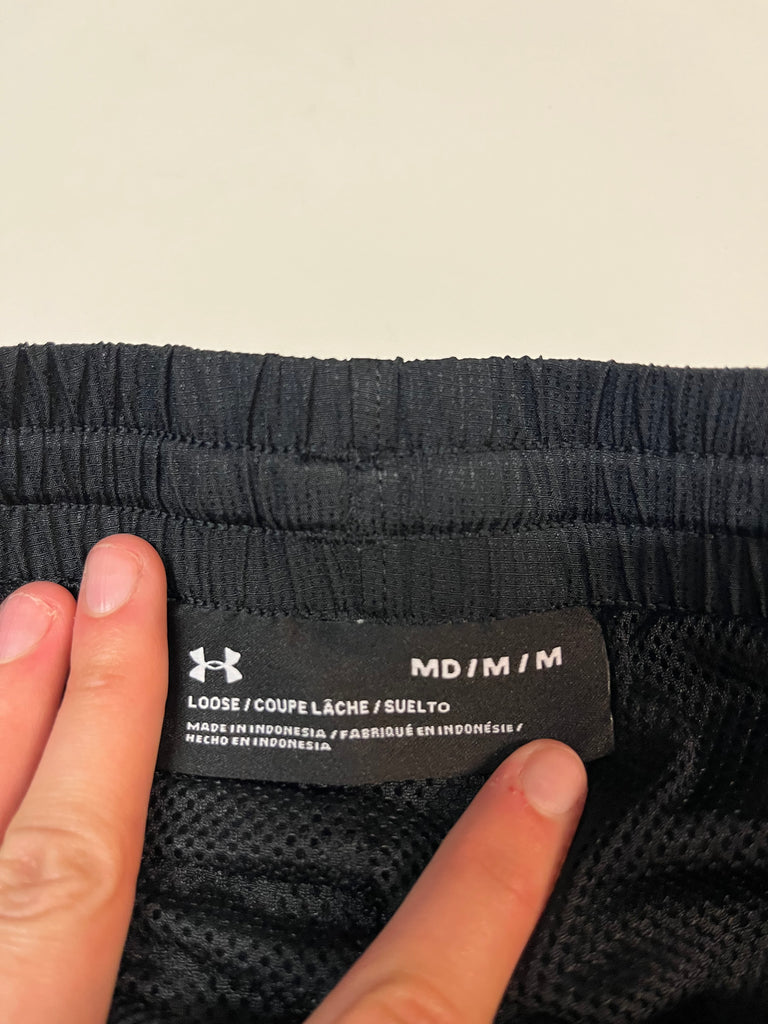 MD / M / M
LOOSE / COUPE LÂCHE / SUELTO
MADE IN INDONESIA / FABRIQUÉ EN INDONÉSIE /
HECHO EN INDONESIA